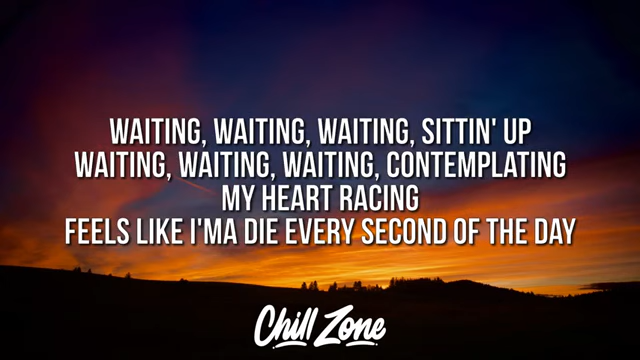 WAITING, WAITING, WAITING, SITTIN' UP
WAITING, WAITING, WAITING, CONTEMPLATING
MY HEART RACING
FEELS LIKE I'MA DIE EVERY SECOND OF THE DAY
Chill Zone